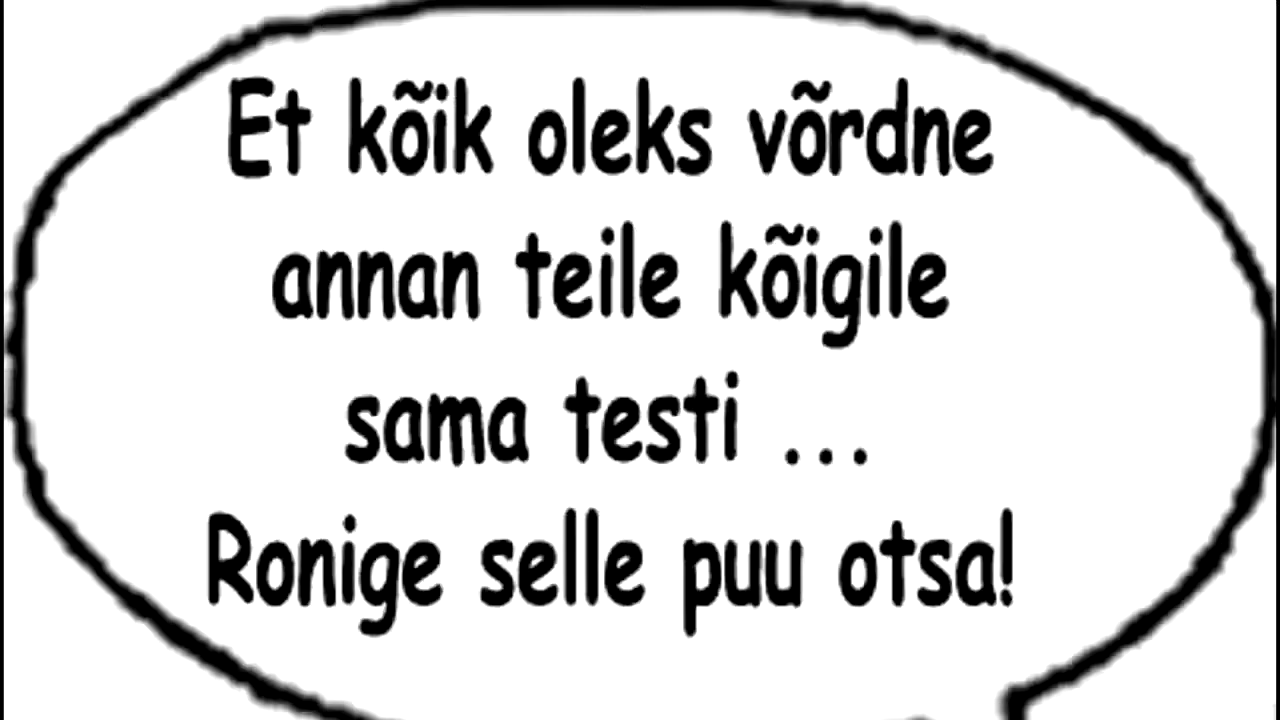 Et kõik oleks võrdne
annan teile kõigile
sama testi ...
Ronige selle puu otsa!